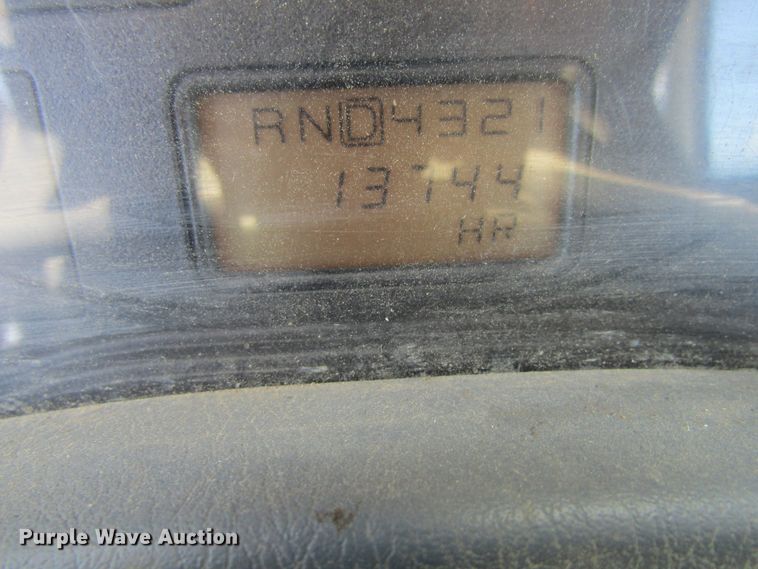 RND4321
13744
HR
Purple Wave Auction